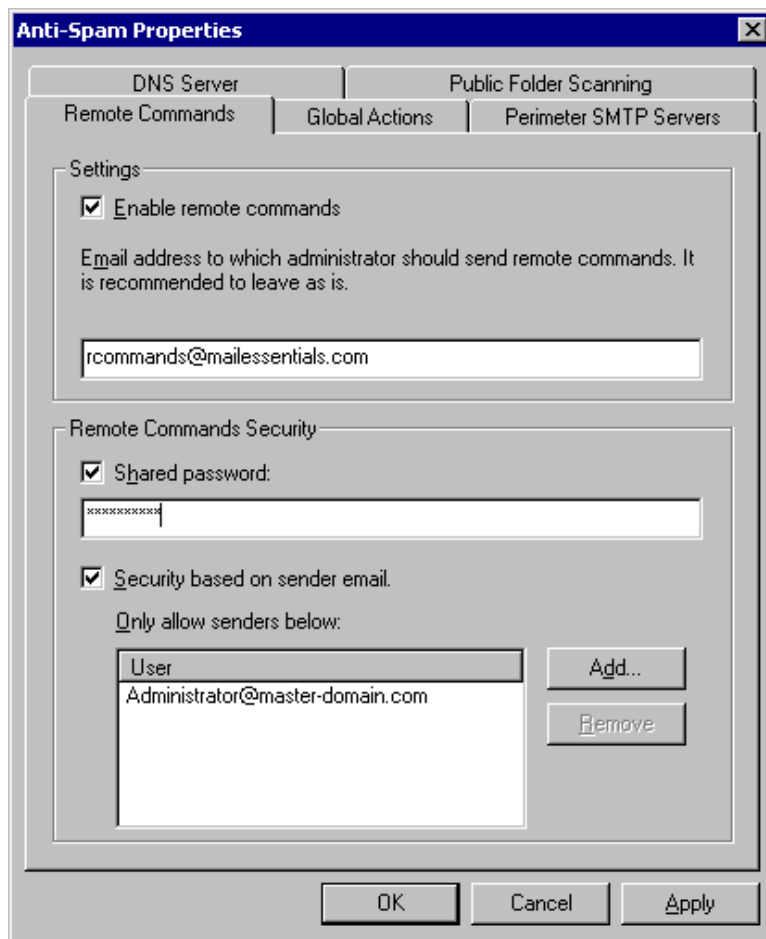 Anti-Spam Properties
DNS Server
Public Folder Scanning
Remote Commands
Global Actions
Perimeter SMTP Servers
Settings
Enable remote commands
Email address to which administrator should send remote commands. It
is recommended to leave as is.
rcommands@mailessentials.com
Remote Commands Security
Shared password:
××××××××××
Security based on sender email.
Only allow senders below:
User
Administrator@master-domain.com
Add...
Remove
OK
Cancel
Apply